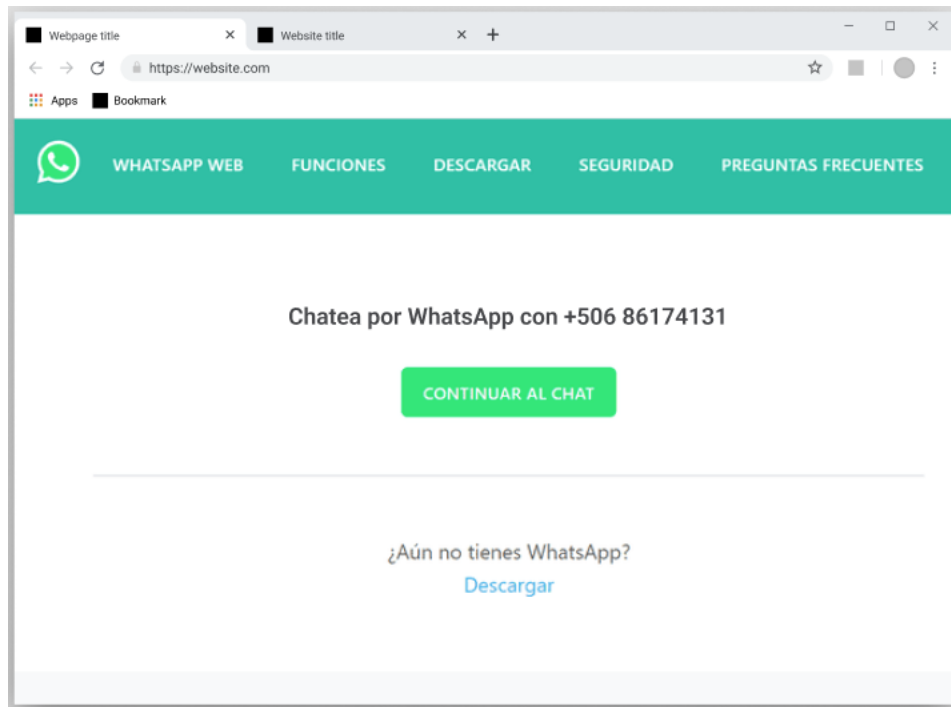 Webpage title
Website title
https://website.com
Apps
Bookmark
WHATSAPP WEB FUNCIONES DESCARGAR SEGURIDAD PREGUNTAS FRECUENTES
Chatea por WhatsApp con +506 86174131
CONTINUAR AL CHAT
¿Aún no tienes WhatsApp?
Descargar